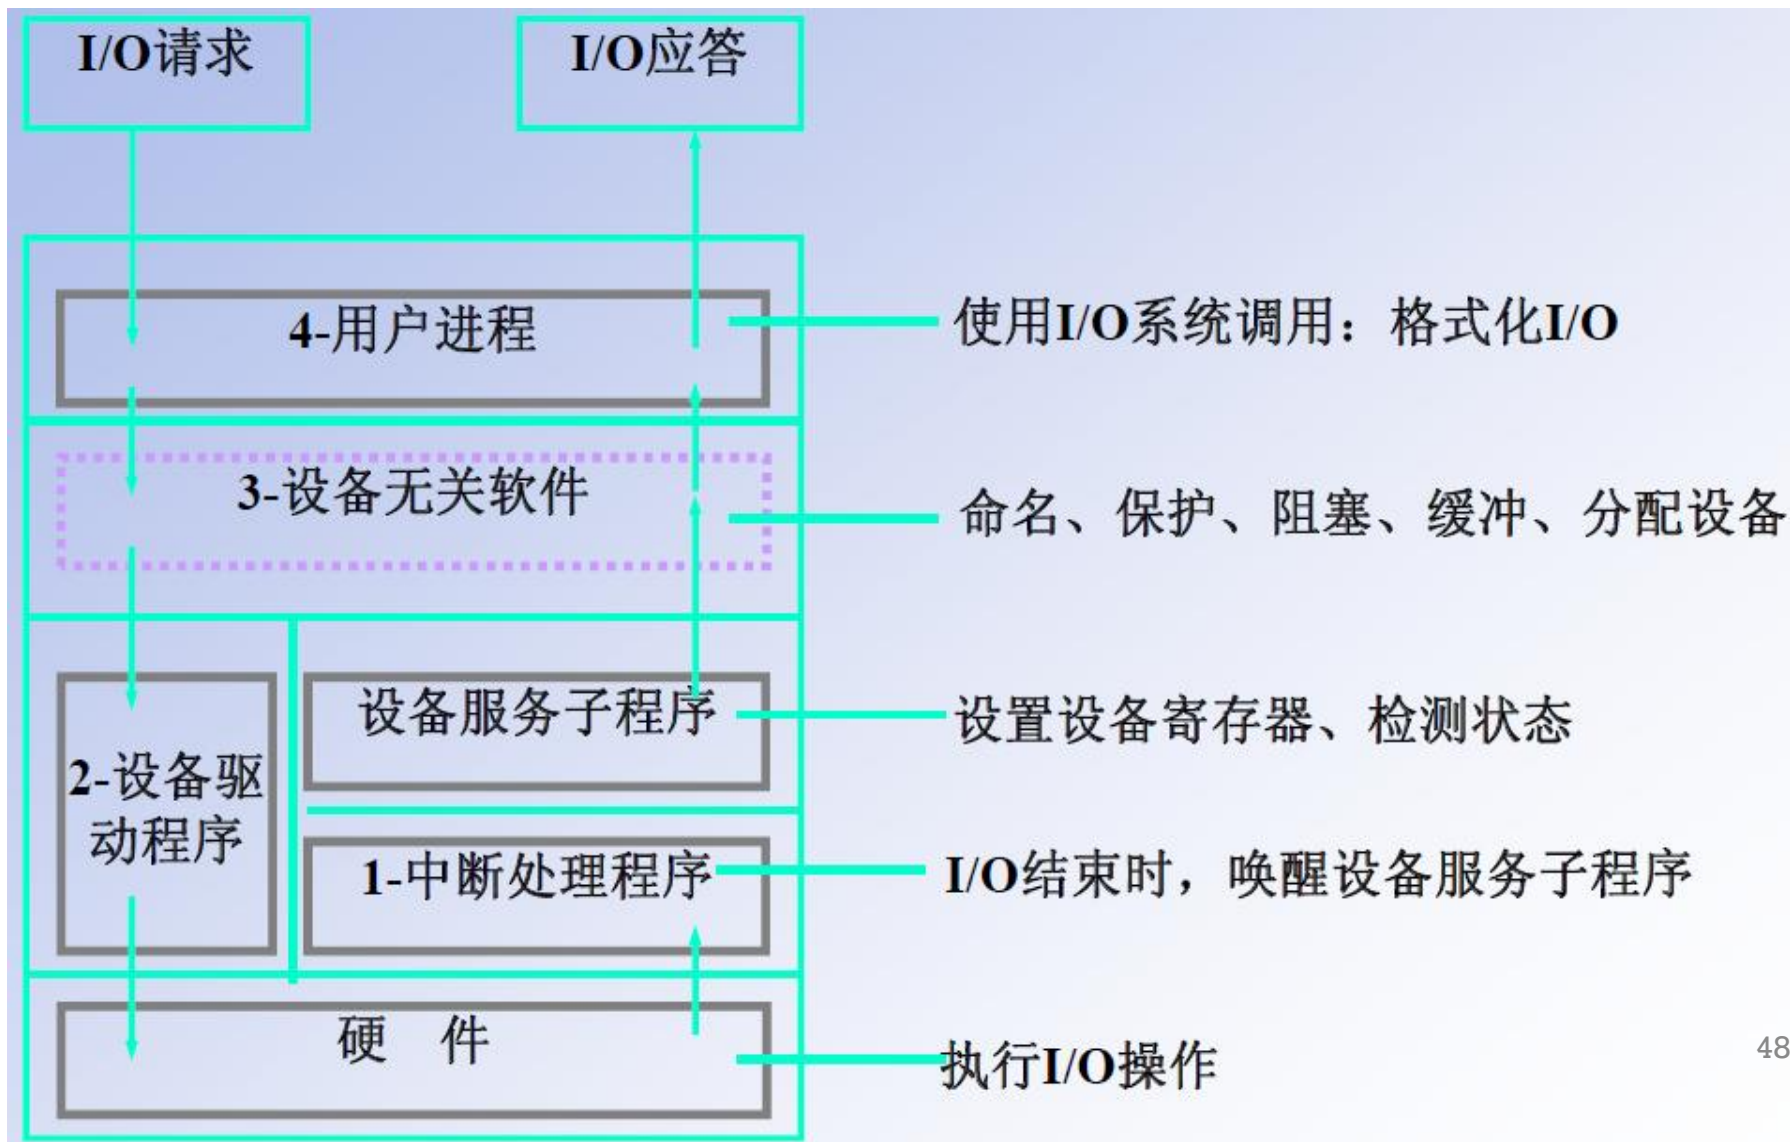 I/O请求
I/O应答
4-用户进程
使用I/O系统调用：格式化I/O
3-设备无关软件
命名、保护、阻塞、缓冲、分配设备
设备服务子程序
设置设备寄存器、检测状态
2-设备驱
动程序
1-中断处理程序
I/O结束时，唤醒设备服务子程序
硬 件
执行I/O操作
48